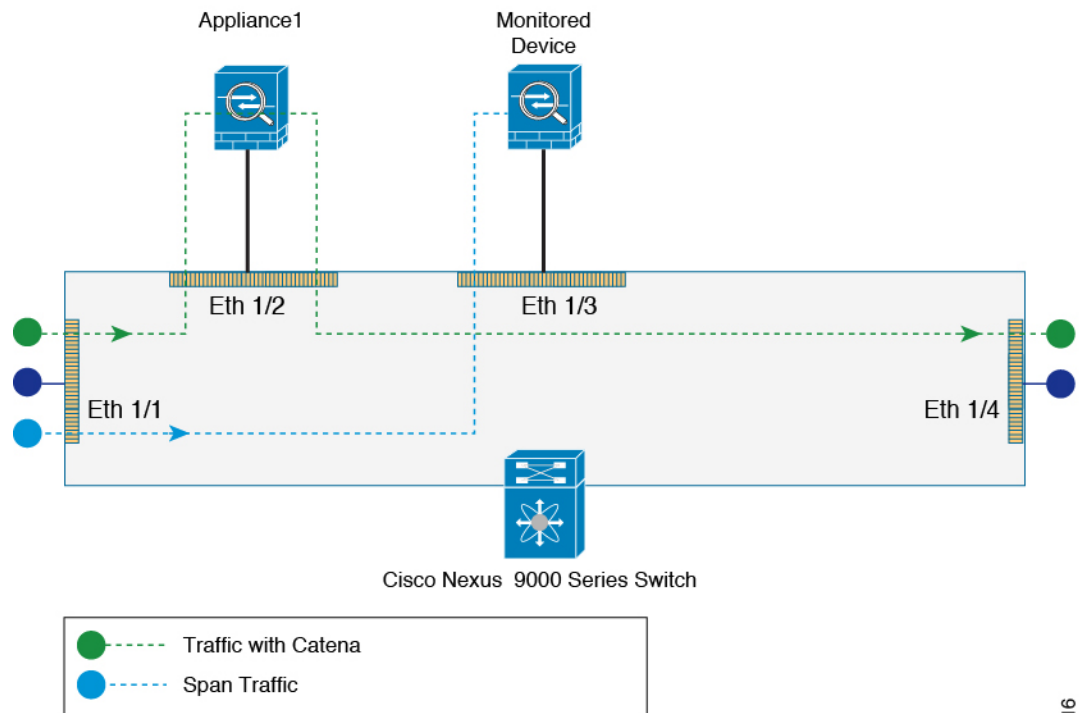 Appliance1
Monitored
Device
Eth 1/2
Eth 1/3
Eth 1/1
Eth 1/4
Cisco Nexus 9000 Series Switch
Traffic with Catena
Span Traffic